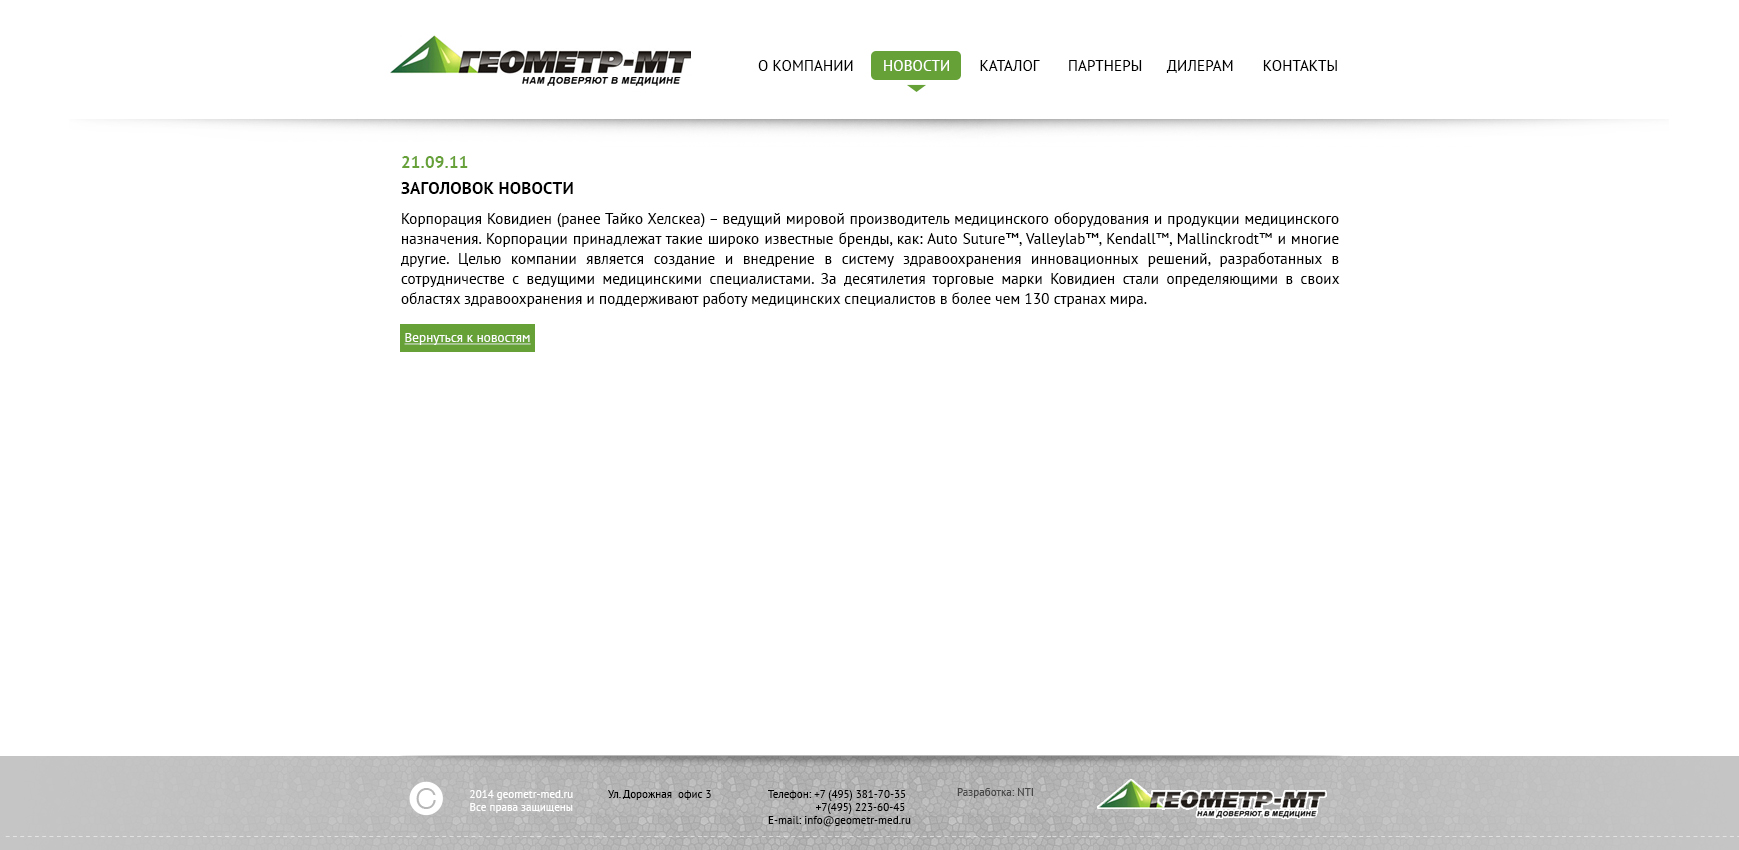 ГЕОМЕТР-МТ
НАМ ДОВЕРЯЮТ В МЕДИЦИНЕ
О КОМПАНИИ НОВОСТИ КАТАЛОГ ПАРТНЕРЫ ДИЛЕРАМ КОНТАКТЫ
21.09.11
ЗАГОЛОВОК НОВОСТИ
Корпорация Ковидиен (ранее Тайко Хелскеа) – ведущий мировой производитель медицинского оборудования и продукции медицинского
назначения. Корпорации принадлежат такие широко известные бренды, как: Auto Suture™, Valleylab™, Kendall™, Mallinckrodt™ и многие
другие. Целью компании является создание и внедрение в систему здравоохранения инновационных решений, разработанных в
сотрудничестве с ведущими медицинскими специалистами. За десятилетия торговые марки Ковидиен стали определяющими в своих
областях здравоохранения и поддерживают работу медицинских специалистов в более чем 130 странах мира.
Вернуться к новостям
2014 geometr-med.ru
Все права защищены
Ул. Дорожная офис 3
Телефон: +7 (495) 381-70-35
+7(495) 223-60-45
E-mail: info@geometr-med.ru
Разработка: NTI
ГЕОМЕТР-МТ
НАМ ДОВЕРЯЮТ В МЕДИЦИНЕ